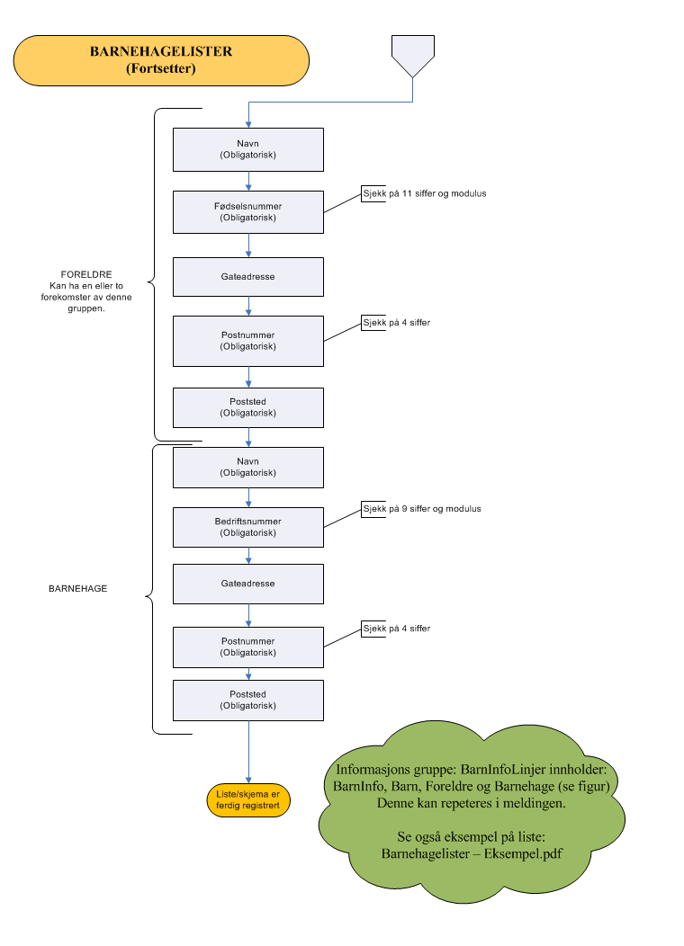 BARNEHAGELISTER
(Fortsetter)
Navn
(Obligatorisk)
Fødselsnummer
(Obligatorisk)
Sjekk på 11 siffer og modulus
FORELDRE
Kan ha en eller to
forekomster av denne
gruppen.
Gateadresse
Postnummer
(Obligatorisk)
Sjekk på 4 siffer
Poststed
(Obligatorisk)
Navn
(Obligatorisk)
Bedriftsnummer
(Obligatorisk)
Sjekk på 9 siffer og modulus
BARNEHAGE
Gateadresse
Postnummer
(Obligatorisk)
Sjekk på 4 siffer
Poststed
(Obligatorisk)
Liste/skjema er
ferdig registrert
Informasjons gruppe: BarnInfoLinjer innholder:
BarnInfo, Barn, Foreldre og Barnehage (se figur)
Denne kan repeteres i meldingen.
Se også eksempel på liste:
Barnehagelister – Eksempel.pdf